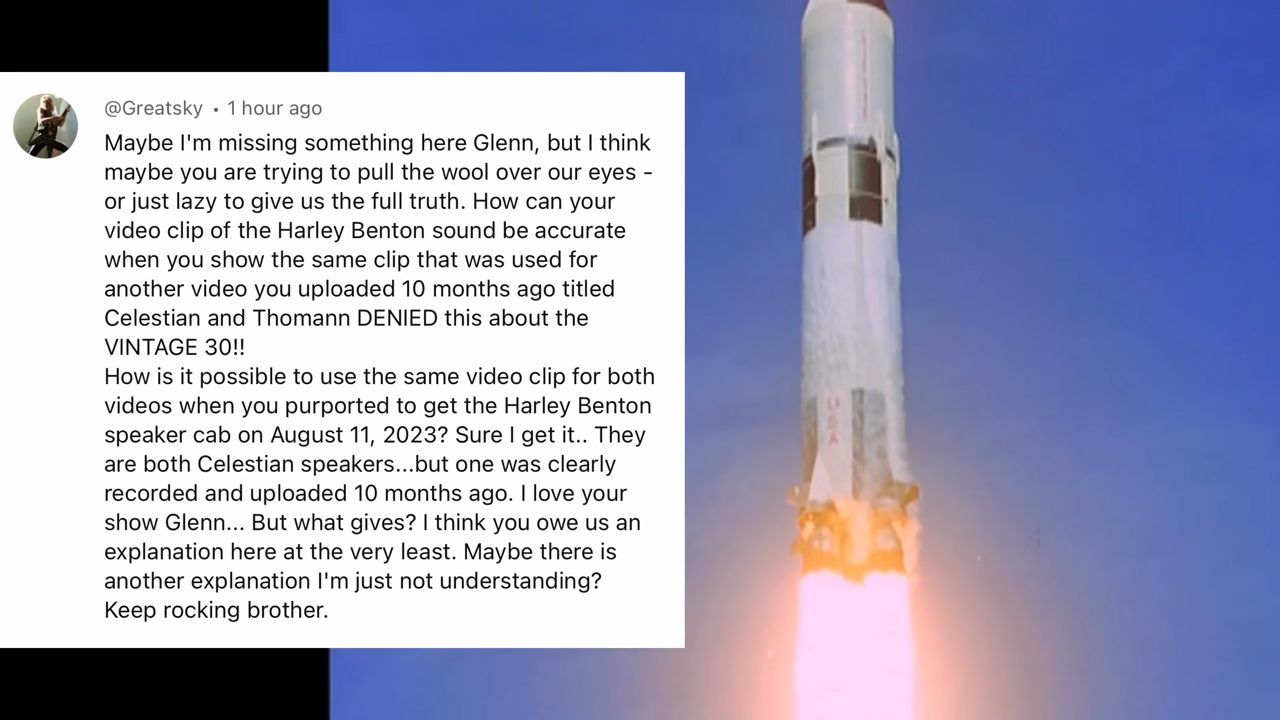 @Greatsky • 1 hour ago
Maybe I'm missing something here Glenn, but I think
maybe you are trying to pull the wool over our eyes -
or just lazy to give us the full truth. How can your
video clip of the Harley Benton sound be accurate
when you show the same clip that was used for
another video you uploaded 10 months ago titled
Celestian and Thomann DENIED this about the
VINTAGE 30!!
How is it possible to use the same video clip for both
videos when you purported to get the Harley Benton
speaker cab on August 11, 2023? Sure I get it.. They
are both Celestian speakers...but one was clearly
recorded and uploaded 10 months ago. I love your
show Glenn... But what gives? I think you owe us an
explanation here at the very least. Maybe there is
another explanation I'm just not understanding?
Keep rocking brother.
USA